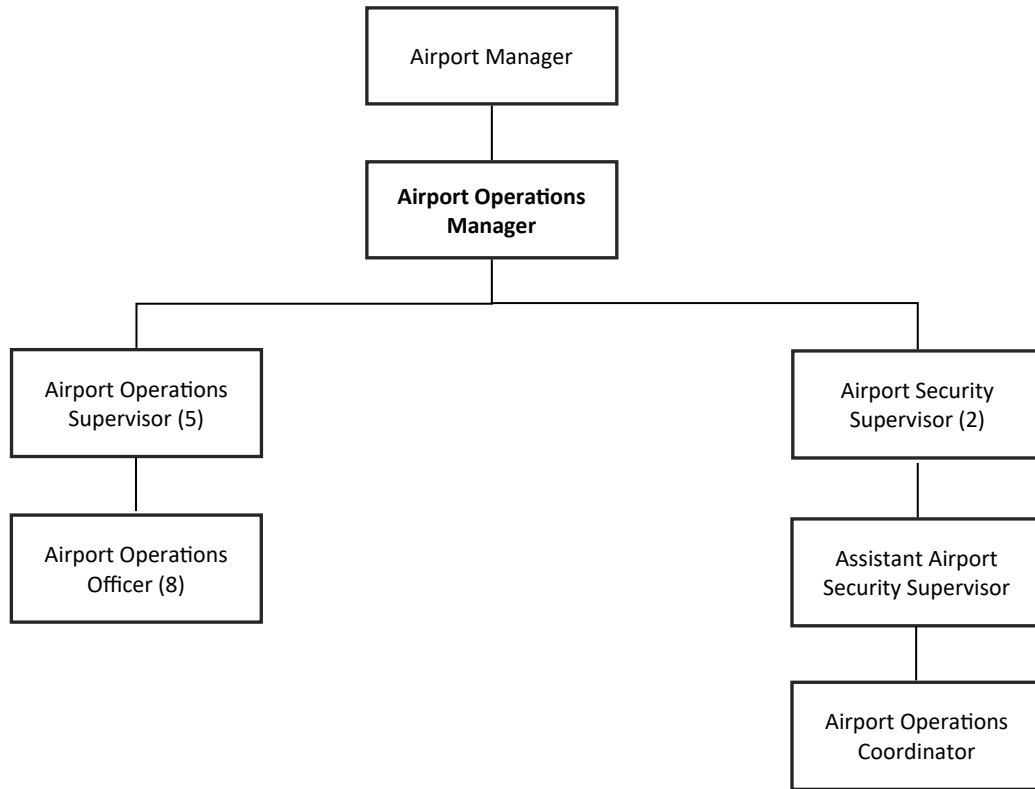 Airport Manager
Airport Operations
Manager
Airport Operations
Supervisor (5)
Airport Security
Supervisor (2)
Airport Operations
Officer (8)
Assistant Airport
Security Supervisor
Airport Operations
Coordinator